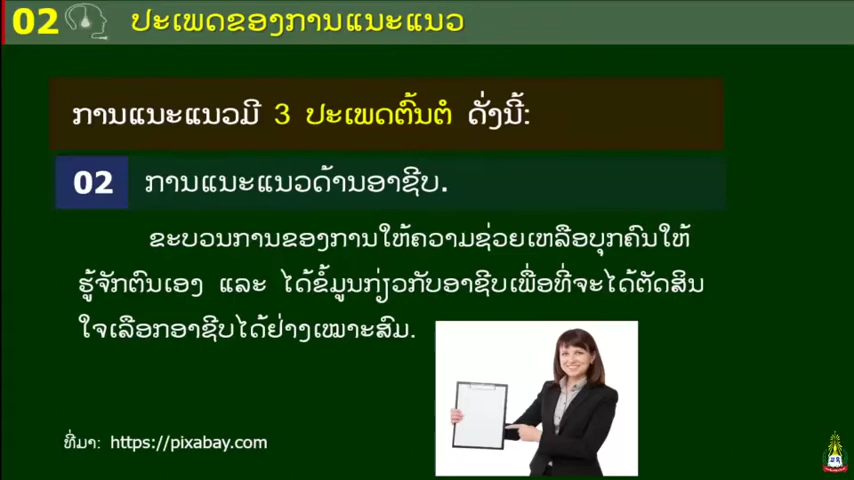 02 ປະເພດຂອງການແນະແນວ
ການແນະແນວມີ 3 ປະເພດຕົ້ນຕໍ ດັ່ງນີ້:
02 ການແນະແນວດ້ານອາຊີບ.
ຂະບວນການຂອງການໃຫ້ຄວາມຊ່ວຍເຫລືອບຸກຄົນໃຫ້
ຮູ້ຈັກຕົນເອງ ແລະ ໄດ້ຂໍ້ມູນກ່ຽວກັບອາຊີບເພື່ອທີ່ຈະໄດ້ຕັດສິນ
ໃຈເລືອກອາຊີບໄດ້ຢ່າງເໝາະສົມ.
ທີ່ມາ: https://pixabay.com